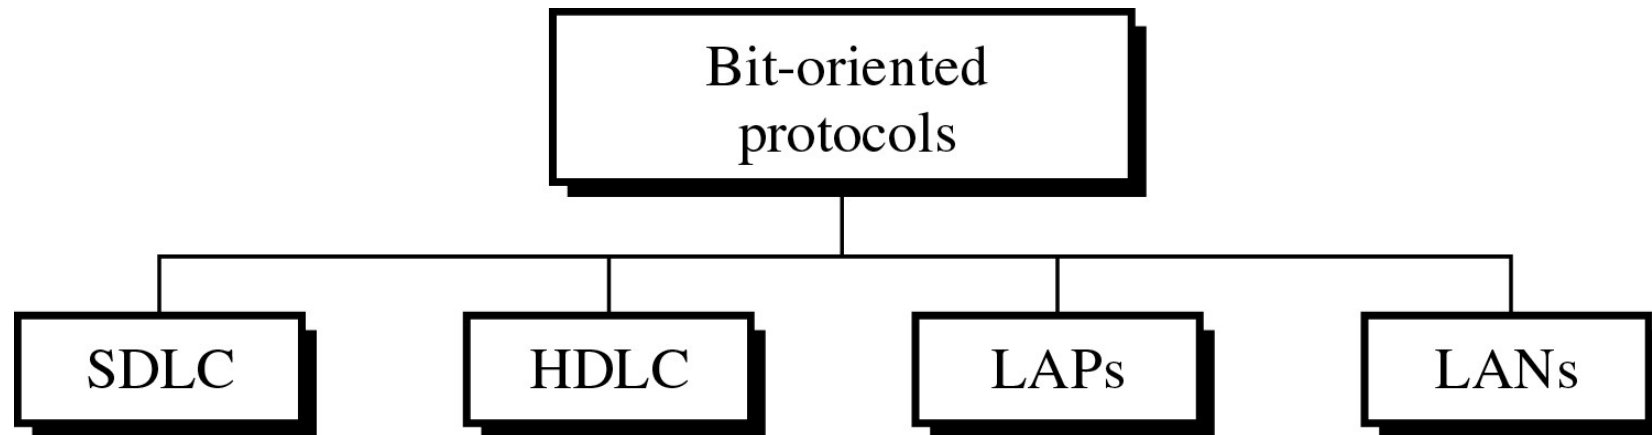 Bit-oriented
protocols
SDLC
HDLC
LAPs
LANs